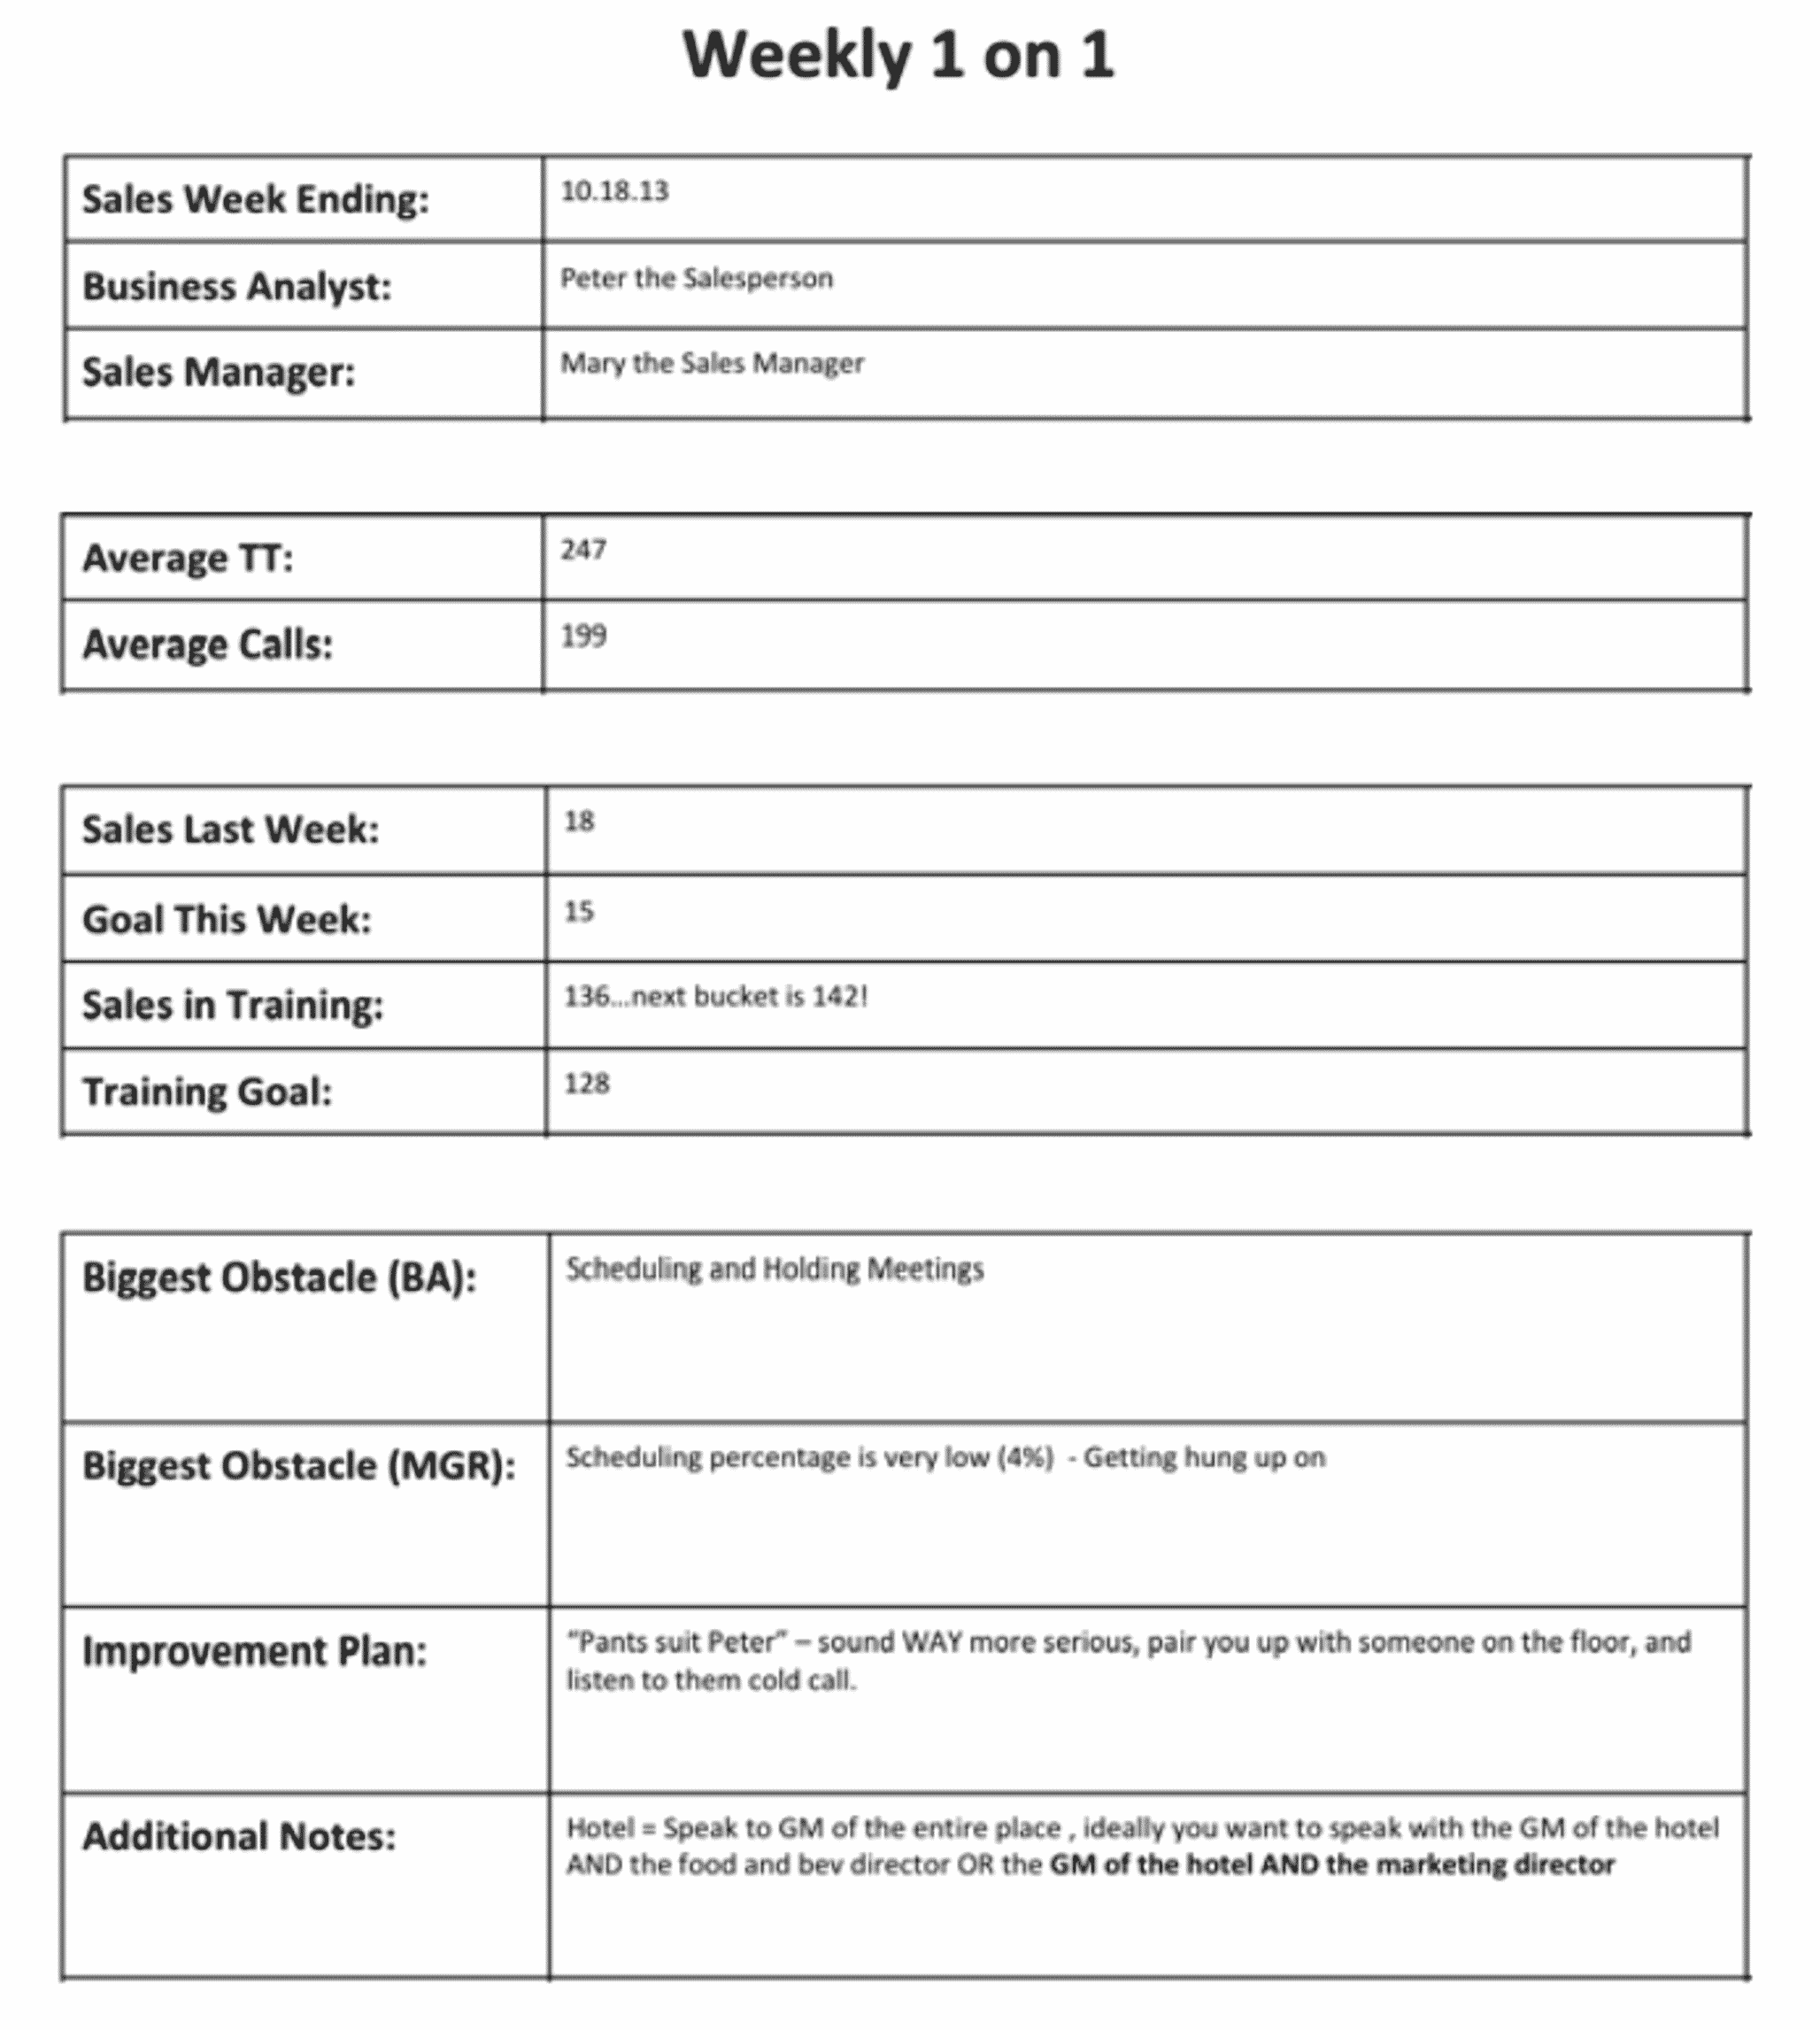 Weekly 1 on 1
Sales Week Ending: 10.18.13
Business Analyst: Peter the Salesperson
Sales Manager: Mary the Sales Manager
Average TT: 247
Average Calls: 199
Sales Last Week: 18
Goal This Week: 15
Sales in Training: 136...next bucket is 142!
Training Goal: 128
Biggest Obstacle (BA): Scheduling and Holding Meetings
Biggest Obstacle (MGR): Scheduling percentage is very low (4%)  - Getting hung up on
Improvement Plan: “Pants suit Peter” – sound WAY more serious, pair you up with someone on the floor, and
listen to them cold call.
Additional Notes: Hotel = Speak to GM of the entire place , ideally you want to speak with the GM of the hotel
AND the food and bev director OR the GM of the hotel AND the marketing director